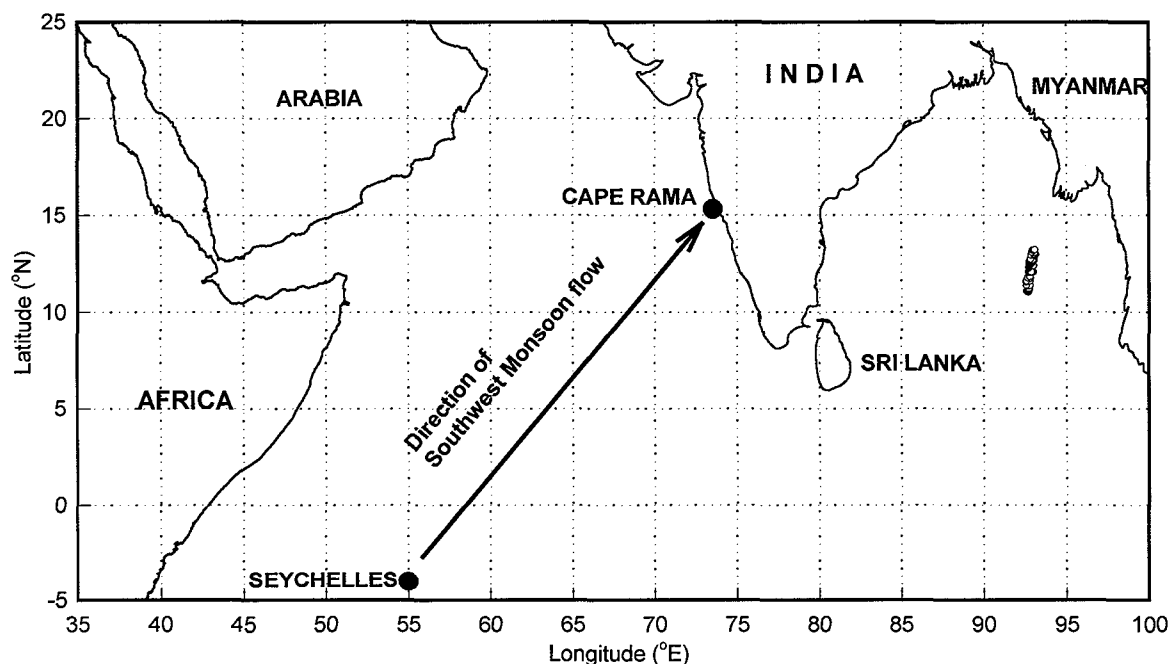 25
20
15
10
5
0
-5
Latitude (°N)
I N D I A
MYANMAR
ARABIA
CAPE RAMA
Direction of
Southwest Monsoon flow
SRI LANKA
AFRICA
SEYCHELLES
35 40 45 50 55 60 65 70 75 80 85 90 95 100
Longitude (°E)